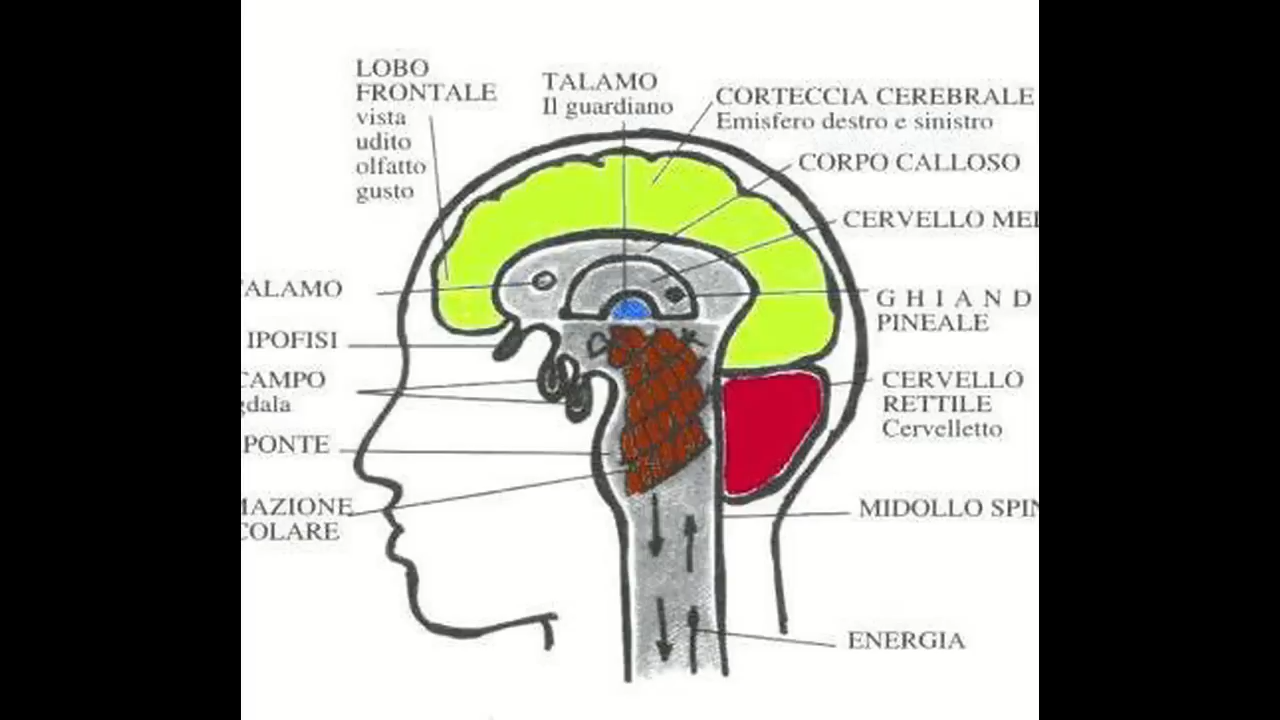 LOBO
FRONTALE
vista
udito
olfatto
gusto
TALAMO
Il guardiano
CORTECCIA CEREBRALE
Emisfero destro e sinistro
CORPO CALLOSO
CERVELLO ME
GHIAND
PINEALE
CERVELLO
RETTILE
Cervelletto
MIDOLLO SPIN
ENERGIA
ALAMO
IPOFISI
CAMPO
gdala
PONTE
MAZIONE
COLARE